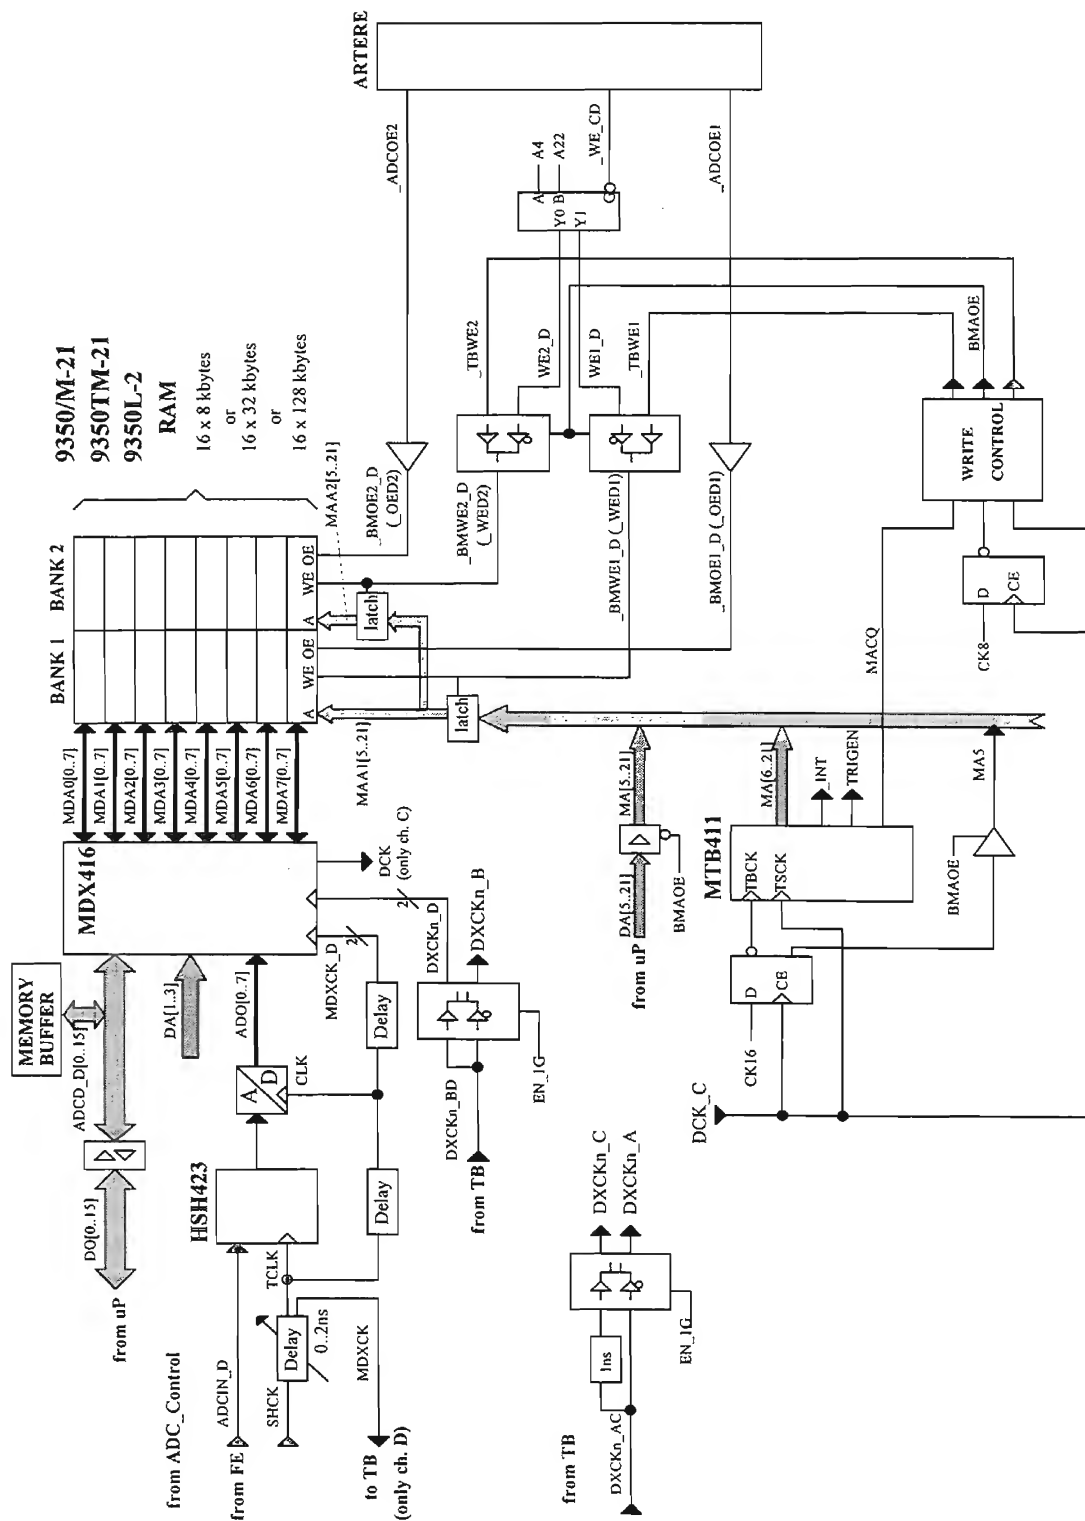 9350/M-21
9350TM-21
9350L-2
RAM
16 x 8 kbytes
or
16 x 32 kbytes
or
16 x 128 kbytes
ARTERE
BANK 1
BANK 2
A
WE
OE
A
WE
OE
latch
latch
MAA1[5..21]
MAA2[5..21]
_BMOE2_D
(_OED2)
_BMWE2_D
(_WED2)
_BMWE1_D (_WED1)
_BMOE1_D (_OED1)
_ADCOE2
_TBWE2
WE2_D
WE1_D
_TBWE1
_ADCOE1
_WE_CD
A4
A22
A
B
G
Y0
Y1
MDA0[0..7]
MDA1[0..7]
MDA2[0..7]
MDA3[0..7]
MDA4[0..7]
MDA5[0..7]
MDA6[0..7]
MDA7[0..7]
MDX416
MEMORY
BUFFER
DO[0..15]
from uP
ADCD_D[0..15]
DA[1..3]
ADO[0..7]
A
D
CLK
MDXCK_D
2
DXCKn_D
2
DCK
(only ch. C)
HSH423
TCLK
Delay
0..2ns
Delay
Delay
from ADC_Control
from FE
ADCIN_D
SHCK
MDXCK
to TB
(only ch. D)
from TB
DXCKn_BD
DXCKn_B
EN_1G
from TB
DXCKn_AC
1ns
DXCKn_C
DXCKn_A
EN_1G
from uP
DA[5..21]
MA[5..21]
BMAOE
MTB411
TBCK
TSCK
MA[6..21]
_INT
TRIGEN
MACQ
MA5
BMAOE
CK16
D
CE
DCK_C
CK8
D
CE
WRITE
CONTROL
BMAOE